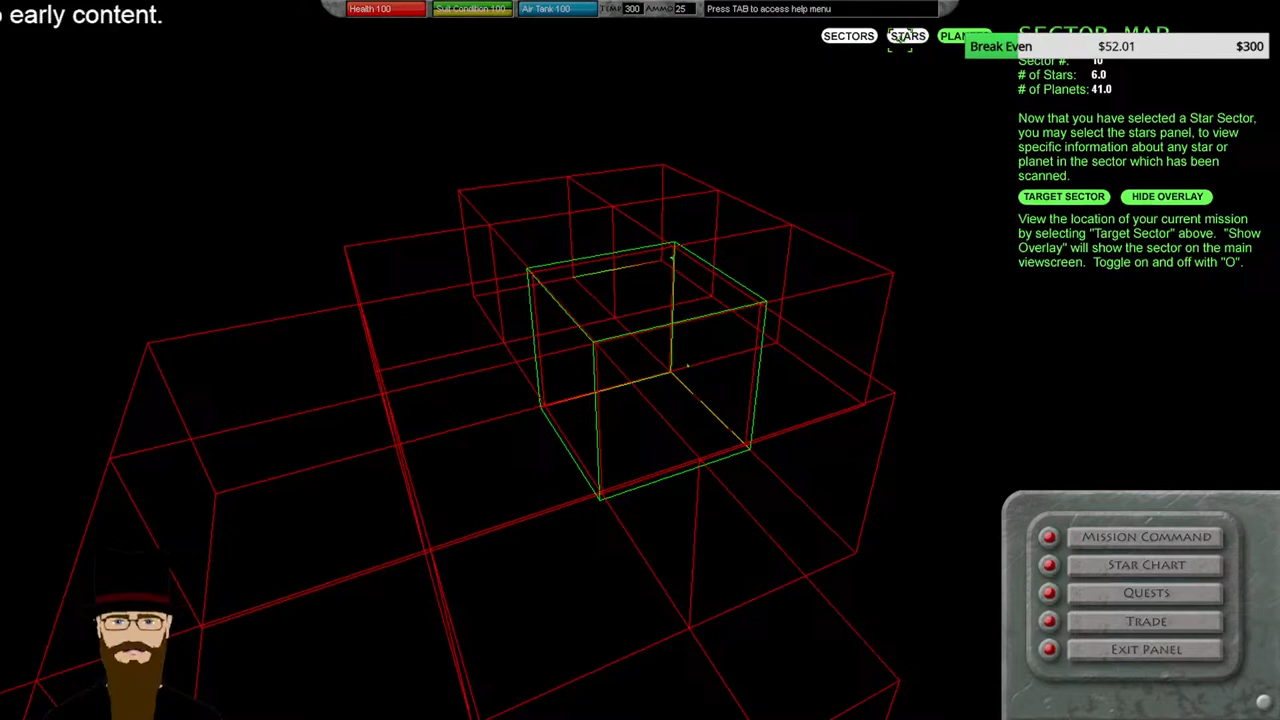 early content.
Health 100
Suit Condition 100
Air Tank 100
TIME 300
AMMO 25
Press TAB to access help menu
SECTORS
STARS
SECTOR MAP
Break Even $52.01 $300
Sector #: 10
# of Stars: 6.0
# of Planets: 41.0
Now that you have selected a Star Sector,
you may select the stars panel, to view
specific information about any star or
planet in the sector which has been
scanned.
TARGET SECTOR
HIDE OVERLAY
View the location of your current mission
by selecting "Target Sector" above. "Show
Overlay" will show the sector on the main
viewscreen. Toggle on and off with "O".
MISSION COMMAND
STAR CHART
QUESTS
TRADE
EXIT PANEL